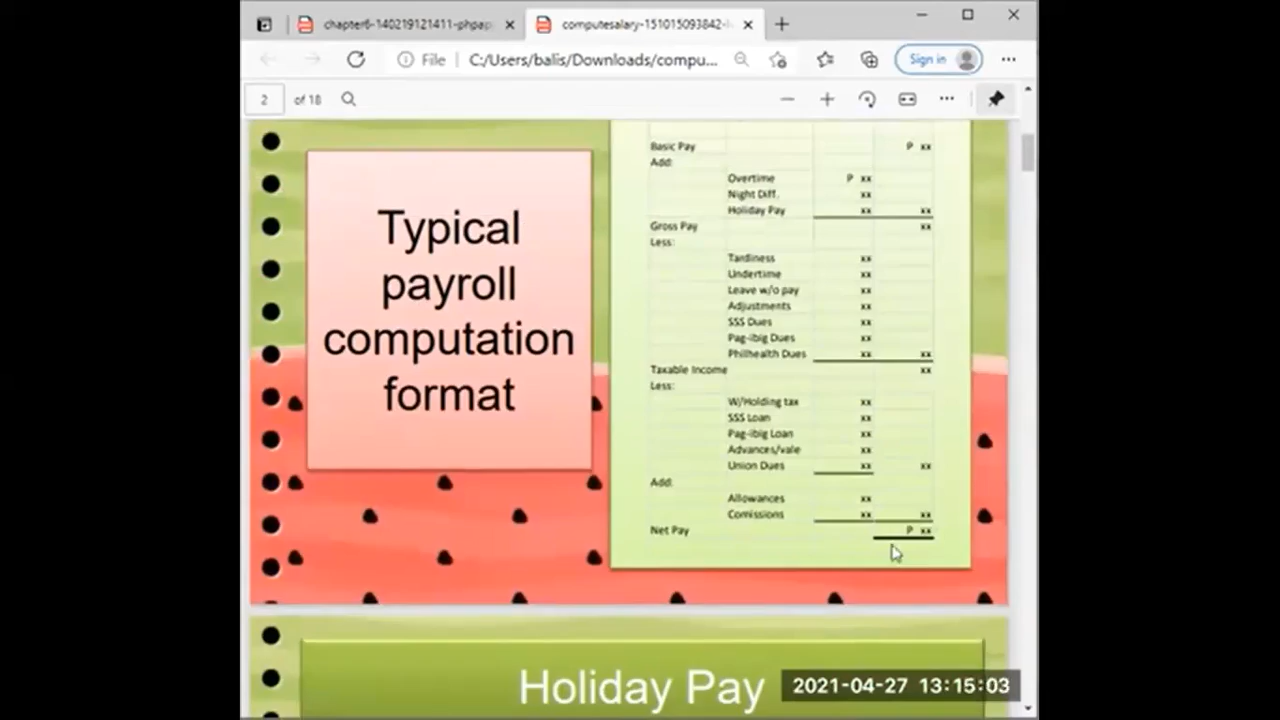 chapter6-140219121411-phpap
computesalary-151015093842-l
File
C:/Users/balis/Downloads/compu...
Sign in
2
of 18
Typical
payroll
computation
format
Basic Pay P xx
Add:
Overtime P xx
Night Diff. xx
Holiday Pay xx xx
Gross Pay xx
Less:
Tardiness xx
Undertime xx
Leave w/o pay xx
Adjustments xx
SSS Dues xx
Pag-ibig Dues xx
Philhealth Dues xx xx
Taxable Income xx
Less:
W/Holding tax xx
SSS Loan xx
Pag-ibig Loan xx
Advances/vale xx
Union Dues xx xx
Add:
Allowances xx
Comissions xx xx
Net Pay P xx
Holiday Pay
2021-04-27 13:15:03